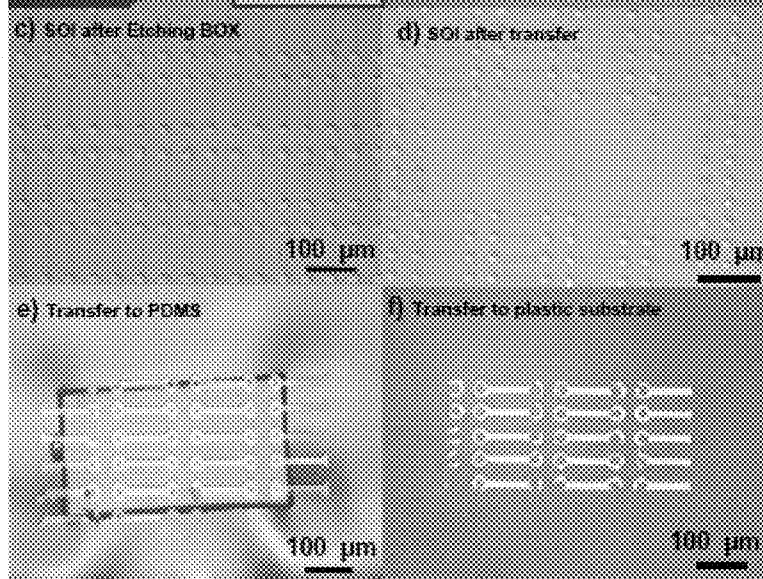 c) SOI after Etching BOX
d) SOI after transfer
100 µm
100 µm
e) Transfer to PDMS
f) Transfer to plastic substrate
100 µm
100 µm